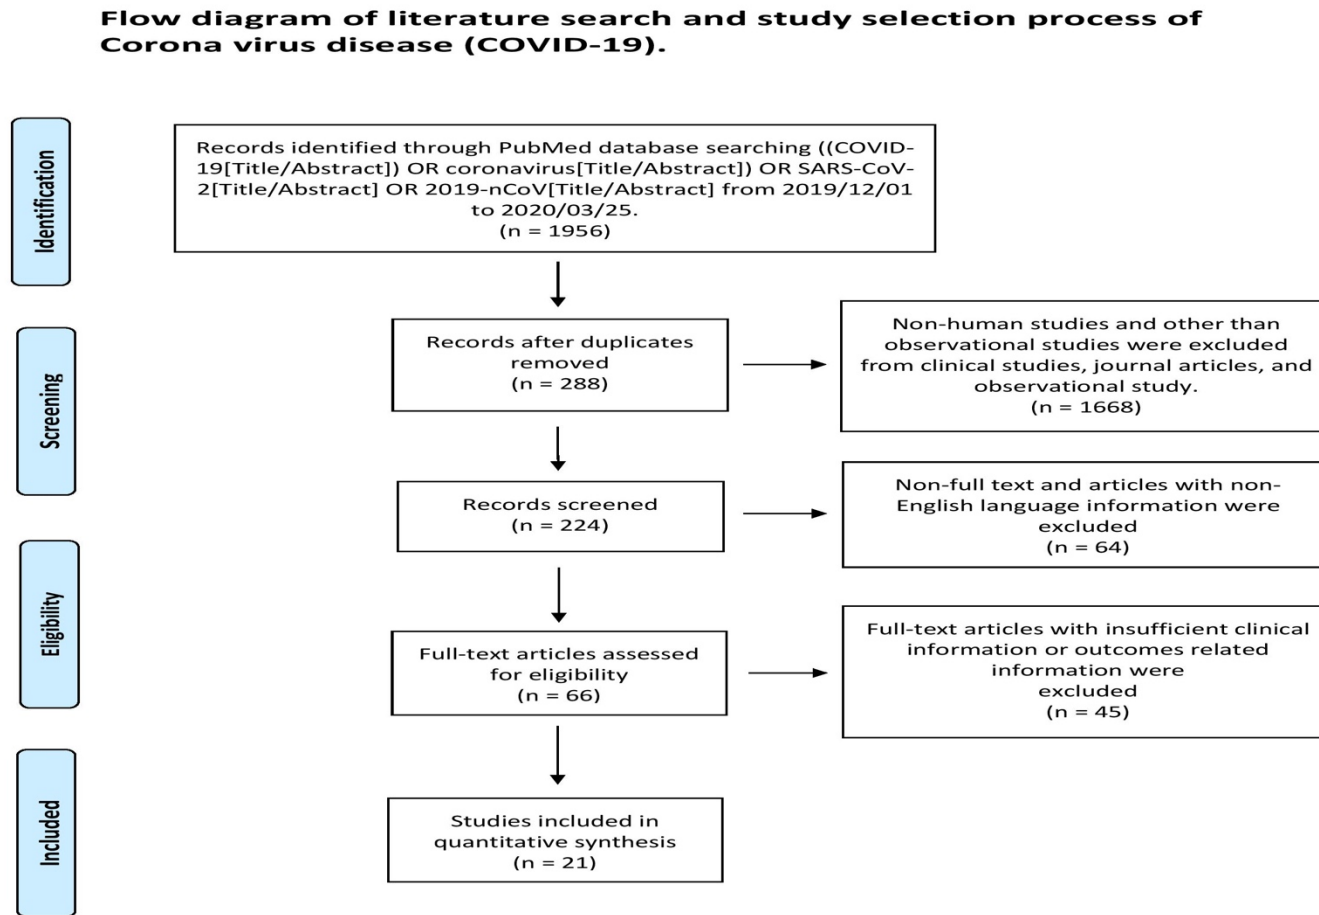 Flow diagram of literature search and study selection process of
Corona virus disease (COVID-19).
Identification
Records identified through PubMed database searching ((COVID-
19[Title/Abstract]) OR coronavirus[Title/Abstract]) OR SARS-CoV-
2[Title/Abstract] OR 2019-nCoV[Title/Abstract] from 2019/12/01
to 2020/03/25.
(n = 1956)
Screening
Records after duplicates
removed
(n = 288)
Non-human studies and other than
observational studies were excluded
from clinical studies, journal articles, and
observational study.
(n = 1668)
Records screened
(n = 224)
Non-full text and articles with non-
English language information were
excluded
(n = 64)
Eligibility
Full-text articles assessed
for eligibility
(n = 66)
Full-text articles with insufficient clinical
information or outcomes related
information were
excluded
(n = 45)
Included
Studies included in
quantitative synthesis
(n = 21)